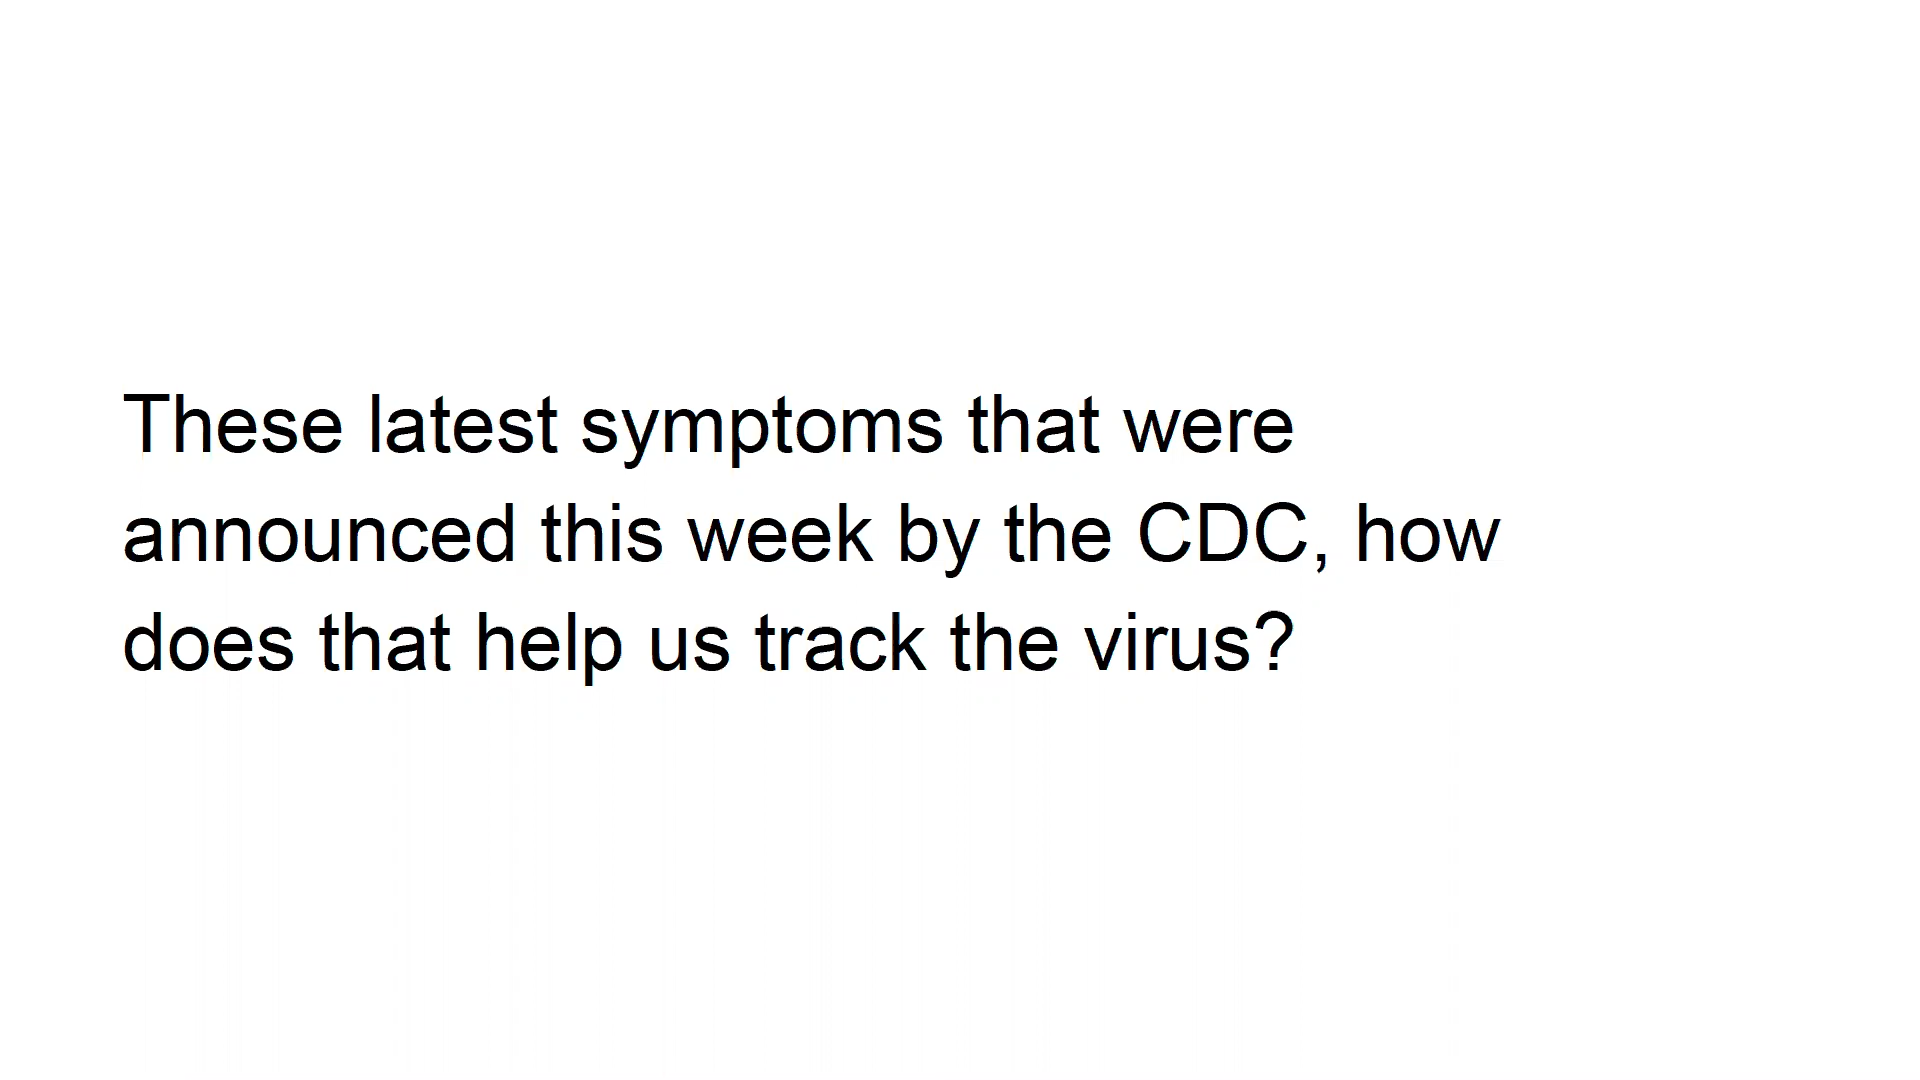 These latest symptoms that were
announced this week by the CDC, how
does that help us track the virus?